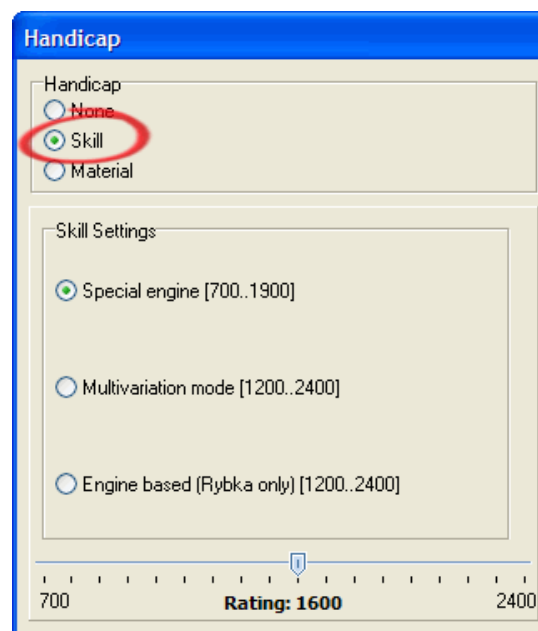 Handicap
Handicap
None
Skill
Material
Skill Settings
Special engine [700..1900]
Multivariation mode [1200..2400]
Engine based (Rybka only) [1200..2400]
700 Rating: 1600 2400